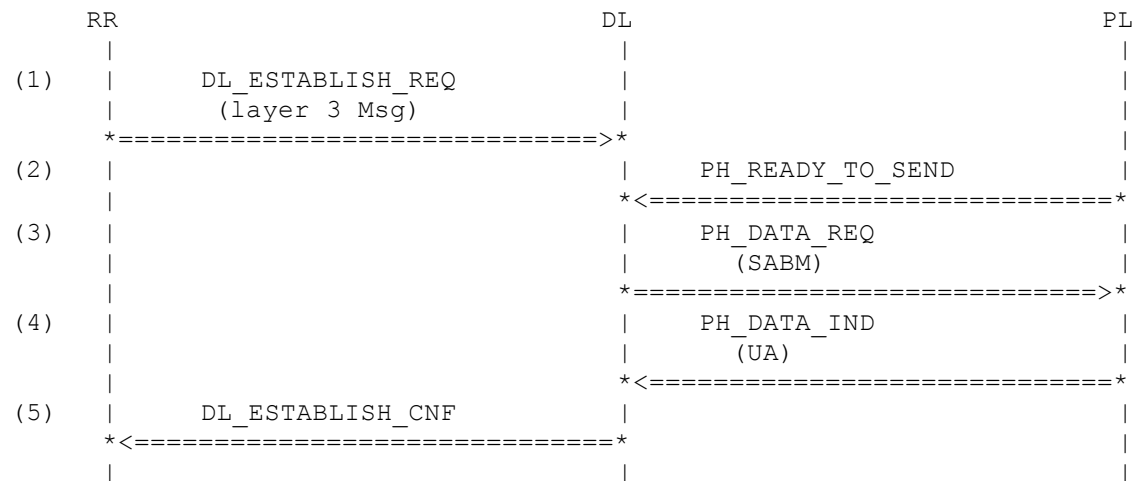 RR DL PL
(1) DL_ESTABLISH_REQ
(layer 3 Msg)
*==============================>*
(2) PH_READY_TO_SEND
*<=============================*
(3) PH_DATA_REQ
(SABM)
*=============================>*
(4) PH_DATA_IND
(UA)
*<=============================*
(5) DL_ESTABLISH_CNF
*<==============================*